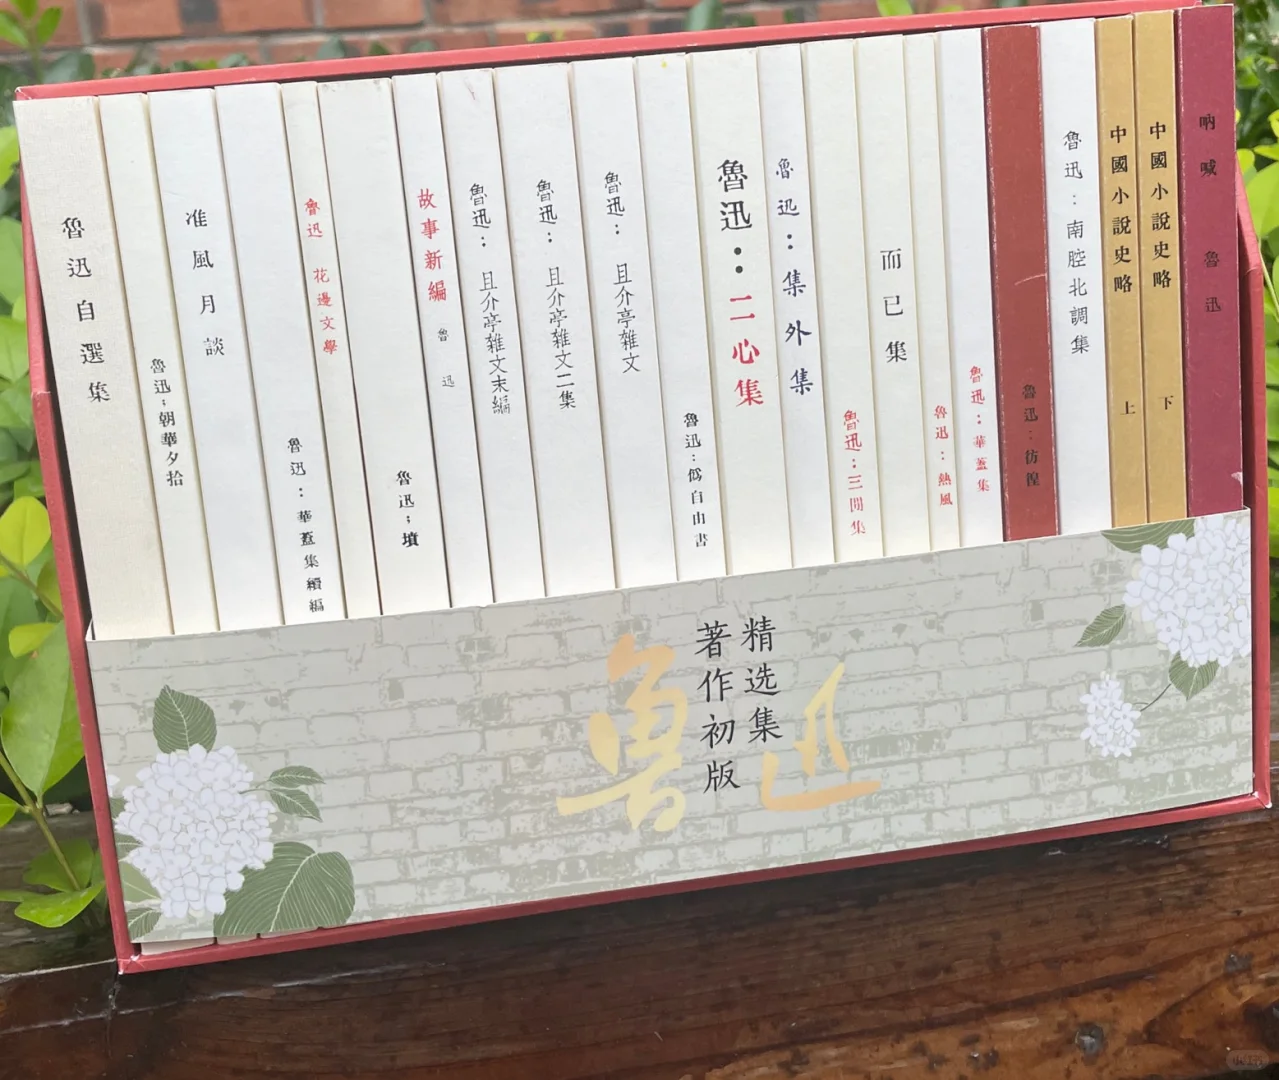 魯迅自選集
魯迅：朝華夕拾
准風月談
魯迅：華蓋集續編
魯迅 花邊文學
魯迅：墳
故事新編 魯迅
魯迅：且介亭雜文末編
魯迅：且介亭雜文二集
魯迅：且介亭雜文
魯迅：偽自由書
魯迅：二心集
魯迅：集外集
魯迅：三閒集
而已集
魯迅：熱風
魯迅：華蓋集
魯迅：彷徨
魯迅：南腔北調集
中國小說史略 上
中國小說史略 下
吶喊 魯迅
魯迅
精选集
著作初版